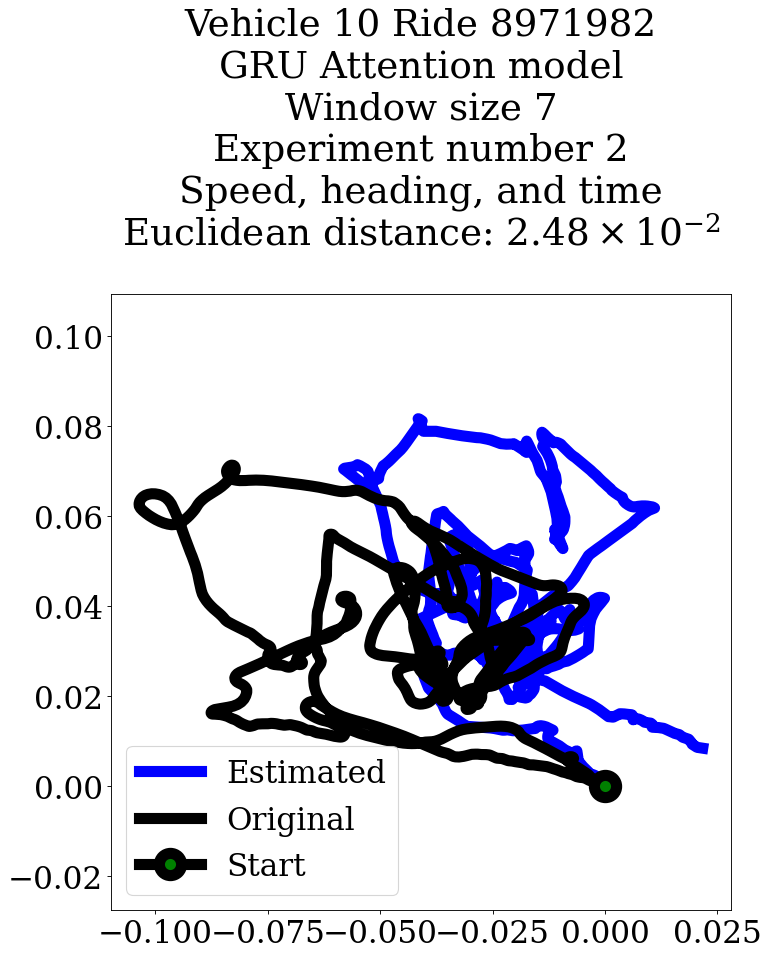 Vehicle 10 Ride 8971982
GRU Attention model
Window size 7
Experiment number 2
Speed, heading, and time
Euclidean distance: 2.48 × 10⁻²
0.10
0.08
0.06
0.04
0.02
0.00
−0.02
Estimated
Original
Start
−0.100 −0.075 −0.050 −0.025 0.000 0.025